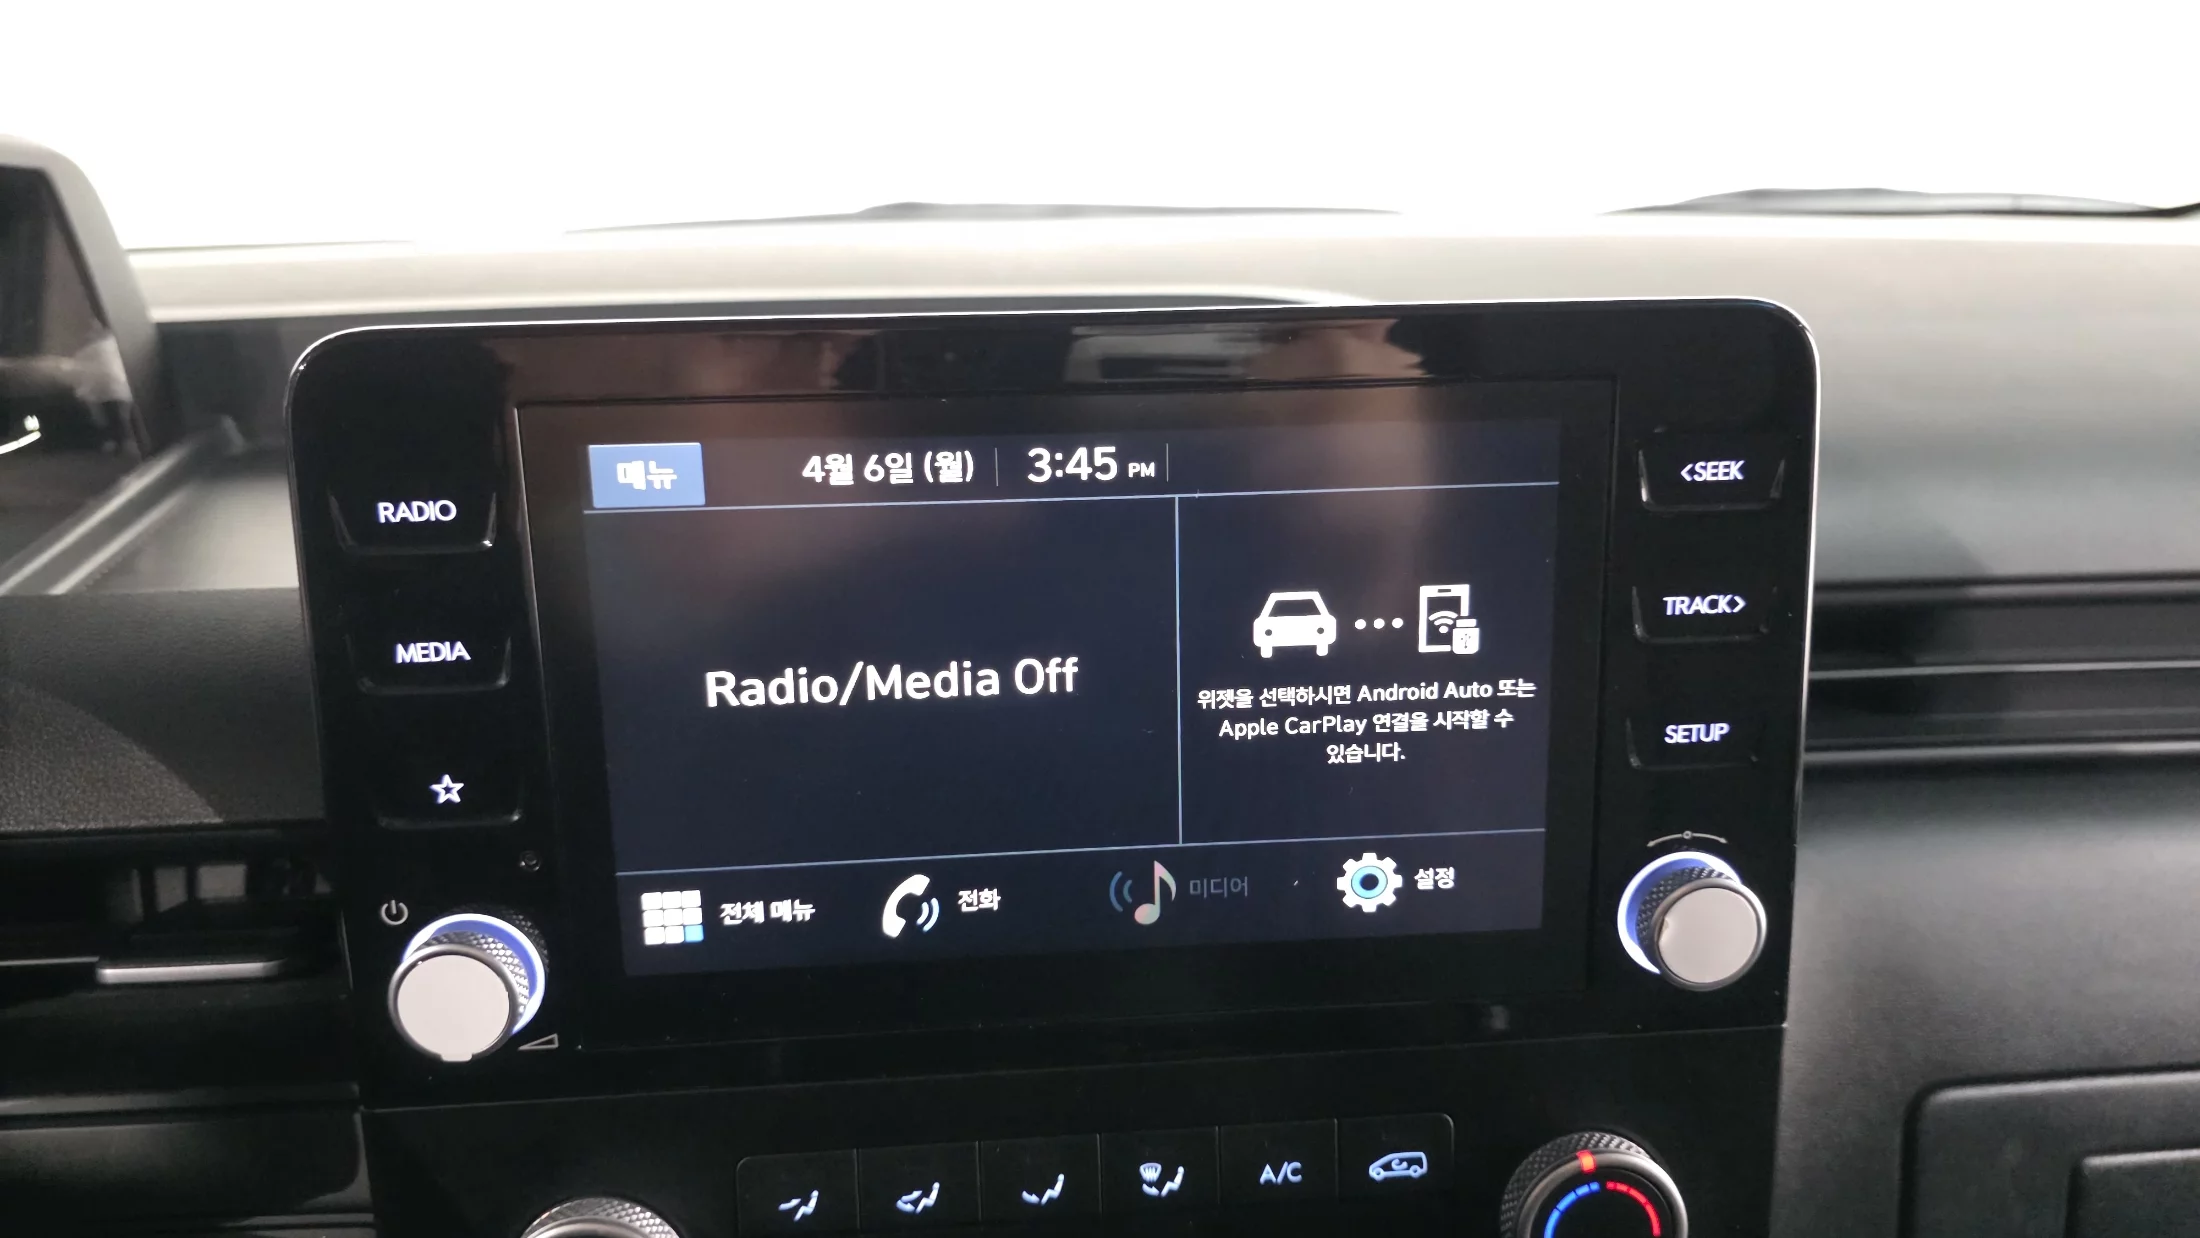 메뉴 4월 6일 (월) 3:45 PM
<SEEK
RADIO
TRACK>
MEDIA
Radio/Media Off
위젯을 선택하시면 Android Auto 또는
Apple CarPlay 연결을 시작할 수
있습니다.
SETUP
전체 메뉴 전화 미디어 설정
A/C